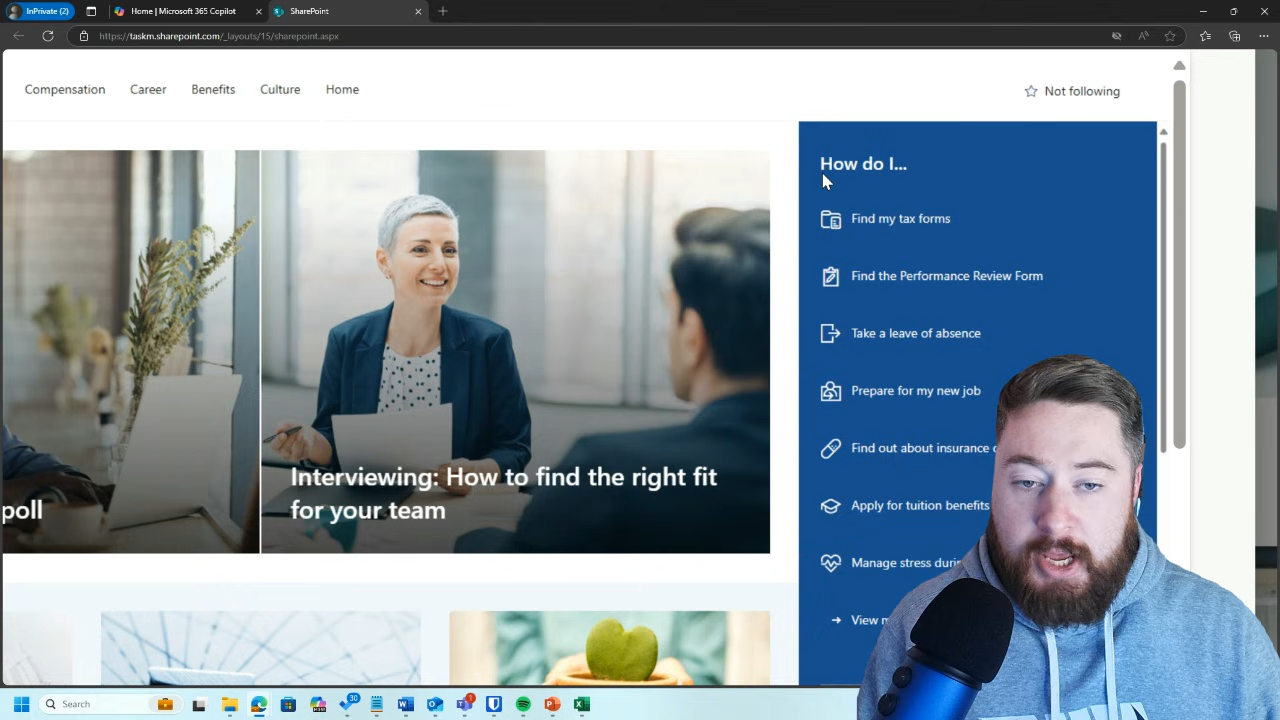 InPrivate (2)
Home | Microsoft 365 Copilot
SharePoint
https://taskm.sharepoint.com/_layouts/15/sharepoint.aspx
Compensation Career Benefits Culture Home
Not following
How do I...
Find my tax forms
Find the Performance Review Form
Take a leave of absence
Prepare for my new job
Find out about insurance
Apply for tuition benefits
Manage stress
View
poll
Interviewing: How to find the right fit
for your team
Search
30
1